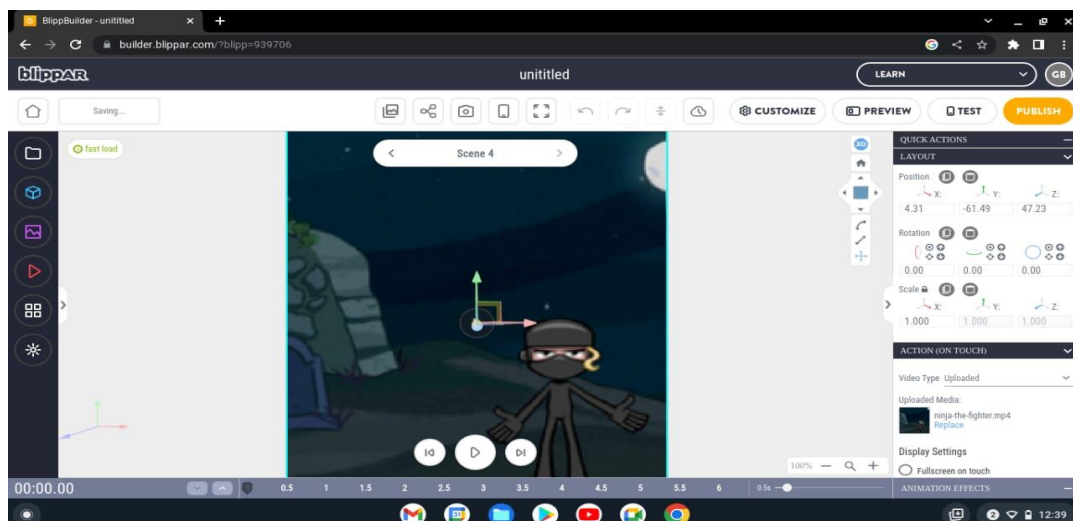 BlippBuilder - unititled
builder.blippar.com/?blipp=939706
blippAR
unititled
LEARN
GB
Saving...
CUSTOMIZE
PREVIEW
TEST
PUBLISH
fast load
Scene 4
3D
QUICK ACTIONS
LAYOUT
Position
X: Y: Z:
4.31 -61.49 47.23
Rotation
0.00 0.00 0.00
Scale
X: Y: Z:
1.000 1.000 1.000
ACTION (ON TOUCH)
Video Type Uploaded
Uploaded Media:
ninja-the-fighter.mp4
Replace
Display Settings
Fullscreen on touch
100%
00:00.00 0.5 1 1.5 2 2.5 3 3.5 4 4.5 5 5.5 6 0.5s
ANIMATION EFFECTS
31
2
12:39